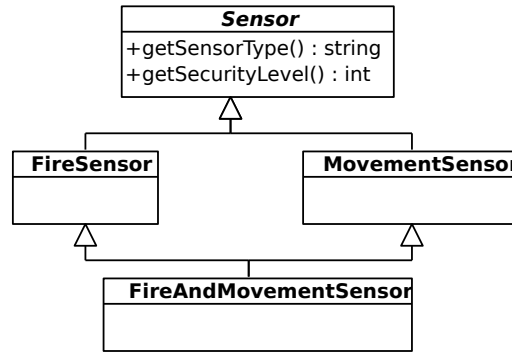 Sensor
+getSensorType() : string
+getSecurityLevel() : int
FireSensor
MovementSensor
FireAndMovementSensor